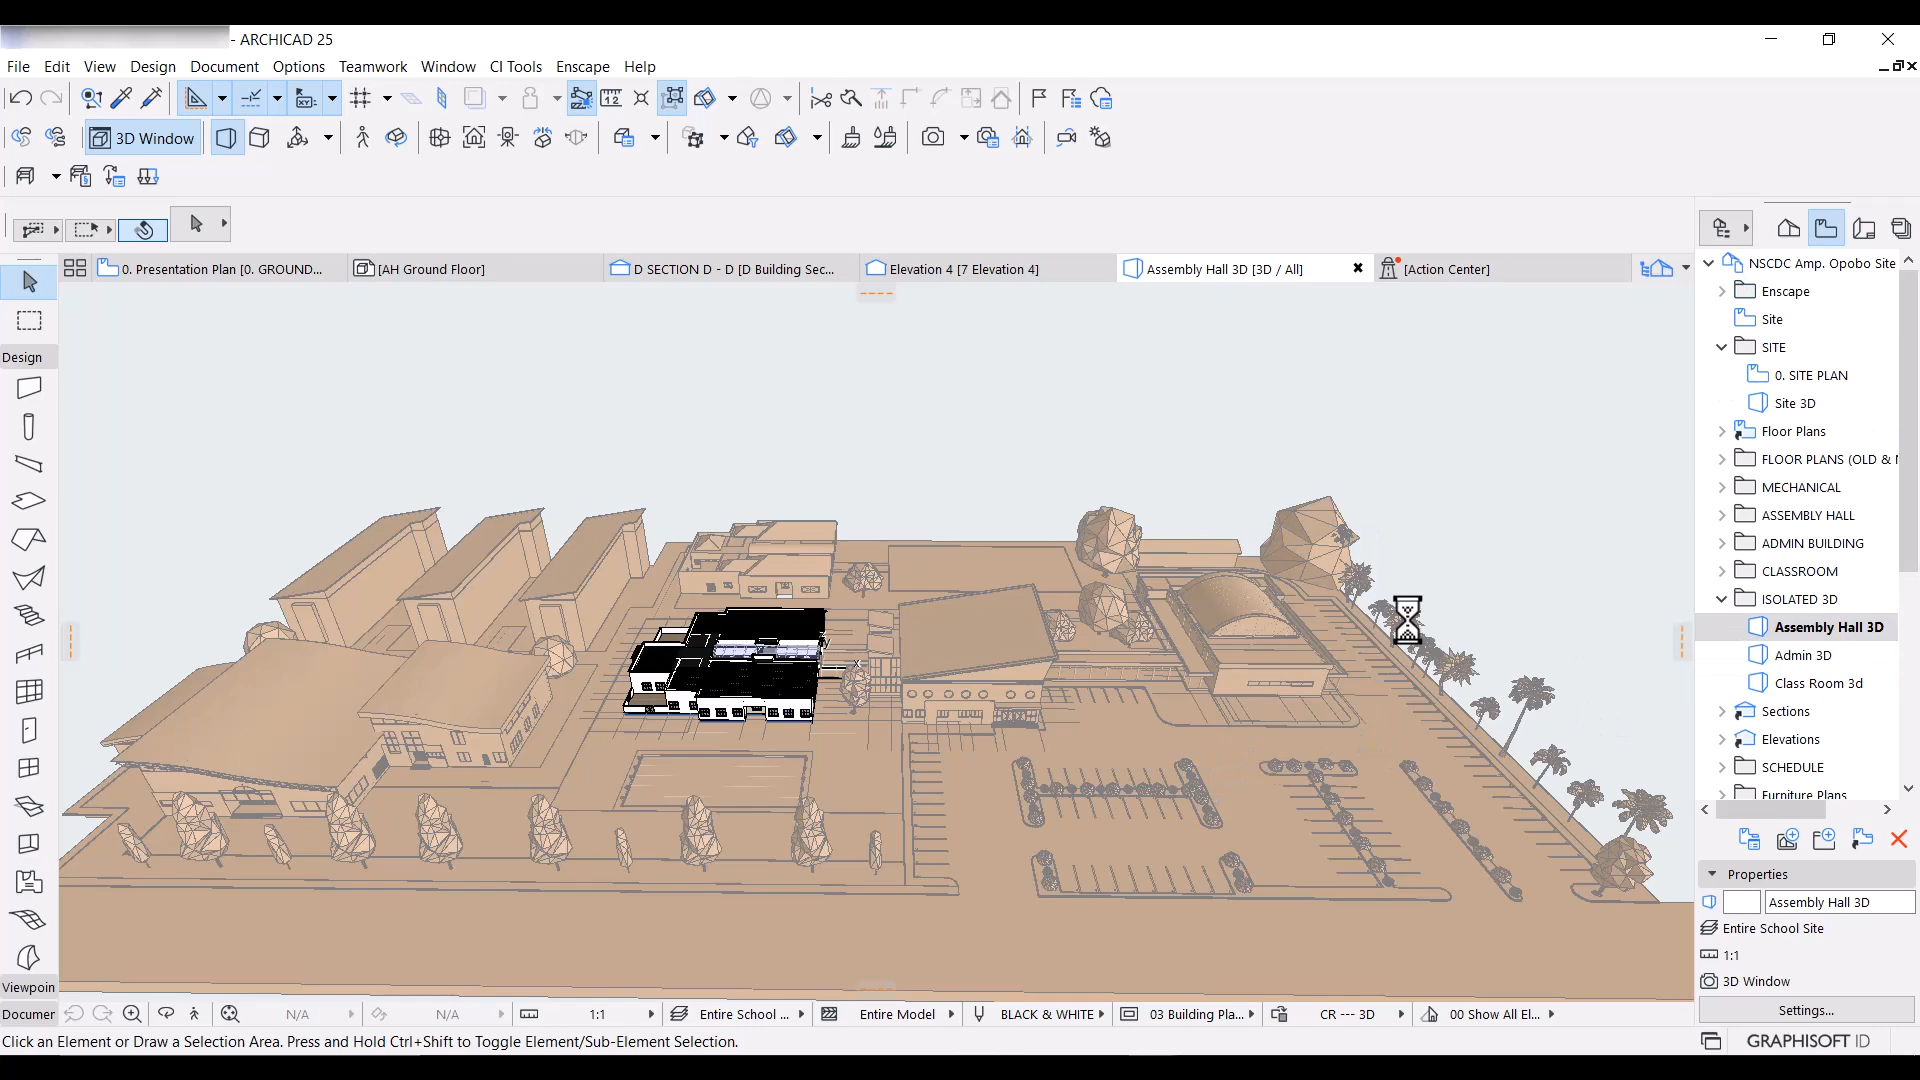 - ARCHICAD 25
File Edit View Design Document Options Teamwork Window CI Tools Enscape Help
12
XY:
3D Window
0. Presentation Plan [0. GROUND... [AH Ground Floor] D SECTION D - D [D Building Sec... Elevation 4 [7 Elevation 4] Assembly Hall 3D [3D / All] [Action Center]
Design
Viewpoin
Documen
NSCDC Amp. Opobo Site
Enscape
Site
SITE
0. SITE PLAN
Site 3D
Floor Plans
FLOOR PLANS (OLD &
MECHANICAL
ASSEMBLY HALL
ADMIN BUILDING
CLASSROOM
ISOLATED 3D
Assembly Hall 3D
Admin 3D
Class Room 3d
Sections
Elevations
SCHEDULE
Furniture Plans
Properties
Assembly Hall 3D
Entire School Site
1:1
3D Window
Settings...
N/A N/A 1:1 Entire School ... Entire Model BLACK & WHITE 03 Building Pla... CR --- 3D 00 Show All El...
Click an Element or Draw a Selection Area. Press and Hold Ctrl+Shift to Toggle Element/Sub-Element Selection.
GRAPHISOFT ID